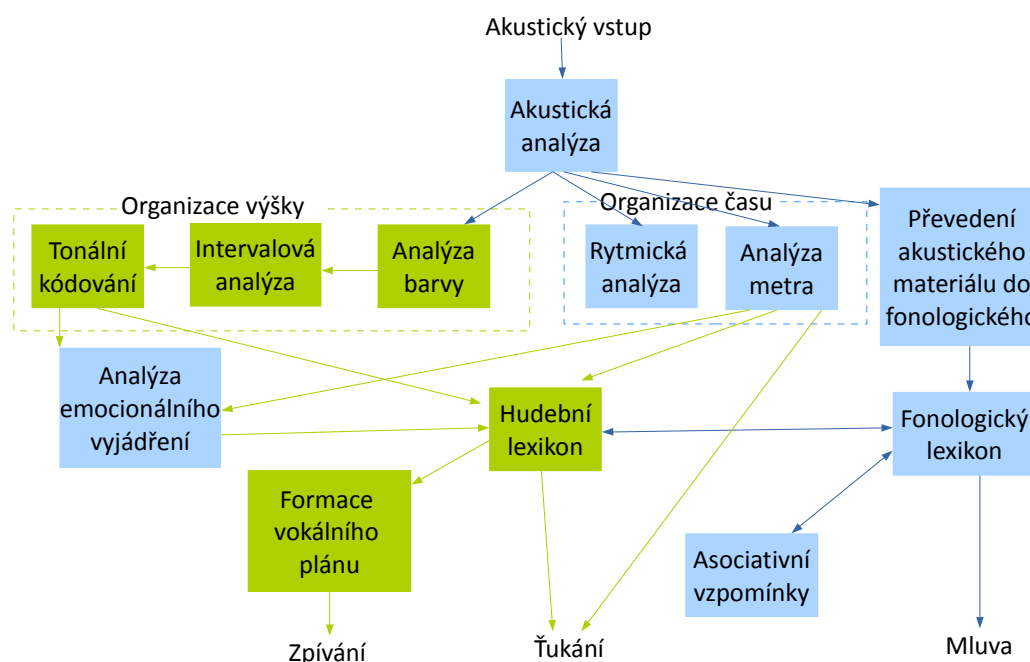 Akustický vstup
Akustická
analýza
Organizace výšky
Organizace času
Tonální
kódování
Intervalová
analýza
Analýza
barvy
Rytmická
analýza
Analýza
metra
Převedení
akustického
materiálu do
fonologického
Analýza
emocionálního
vyjádření
Hudební
lexikon
Fonologický
lexikon
Formace
vokálního
plánu
Asociativní
vzpomínky
Zpívání
Ťukání
Mluva